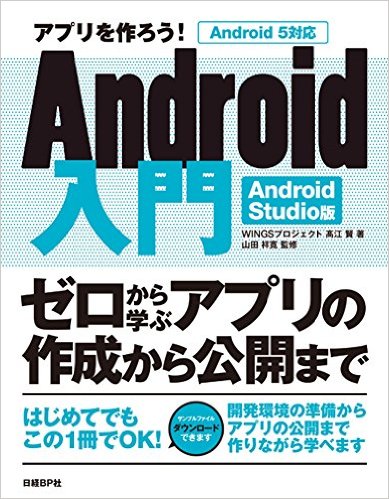 アプリを作ろう!
Android 5対応
Android
入門
Android
Studio版
WINGSプロジェクト 髙江 賢 著
山田 祥寛 監修
ゼロから学ぶアプリの
作成から公開まで
はじめてでも
この1冊でOK!
サンプルファイル
ダウンロード
できます
開発環境の準備から
アプリの公開まで
作りながら学べます
日経BP社